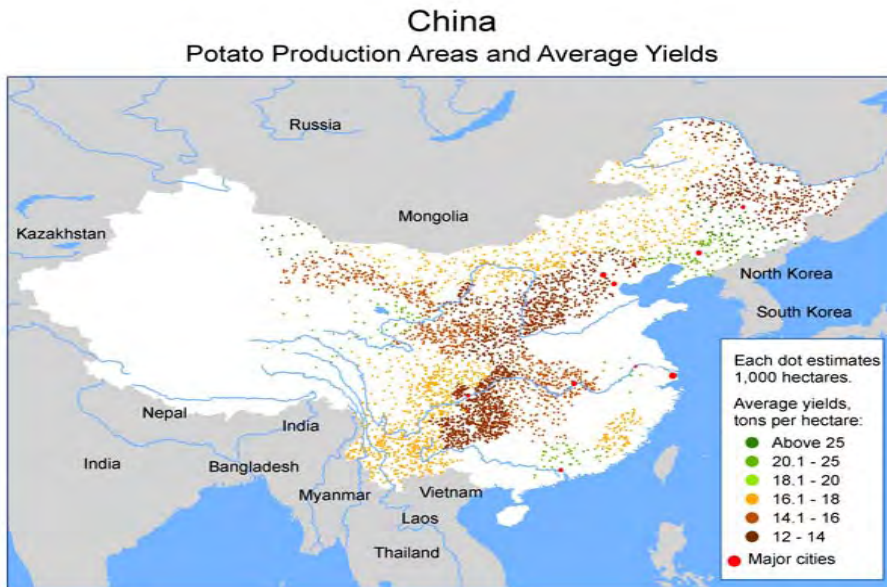 China
Potato Production Areas and Average Yields
Russia
Mongolia
Kazakhstan
North Korea
South Korea
Nepal
India
India
Bangladesh
Myanmar
Vietnam
Laos
Thailand
Each dot estimates
1,000 hectares.
Average yields,
tons per hectare:
Above 25
20.1 - 25
18.1 - 20
16.1 - 18
14.1 - 16
12 - 14
Major cities